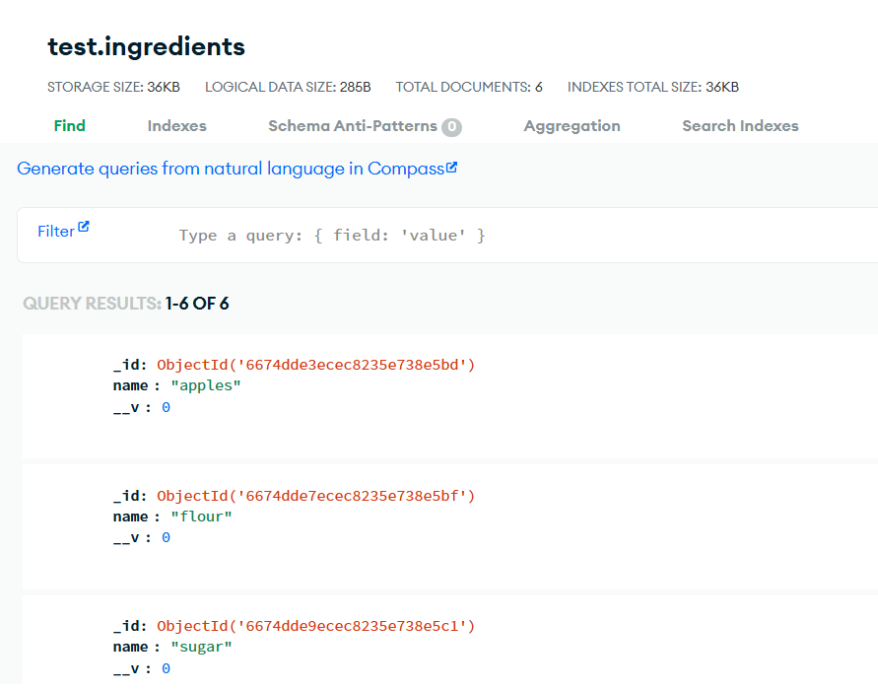 test.ingredients
STORAGE SIZE: 36KB LOGICAL DATA SIZE: 285B TOTAL DOCUMENTS: 6 INDEXES TOTAL SIZE: 36KB
Find Indexes Schema Anti-Patterns 0 Aggregation Search Indexes
Generate queries from natural language in Compass
Filter Type a query: { field: 'value' }
QUERY RESULTS: 1-6 OF 6
_id: ObjectId('6674dde3ecec8235e738e5bd')
name : "apples"
__v : 0
_id: ObjectId('6674dde7ecec8235e738e5bf')
name : "flour"
__v : 0
_id: ObjectId('6674dde9ecec8235e738e5c1')
name : "sugar"
__v : 0